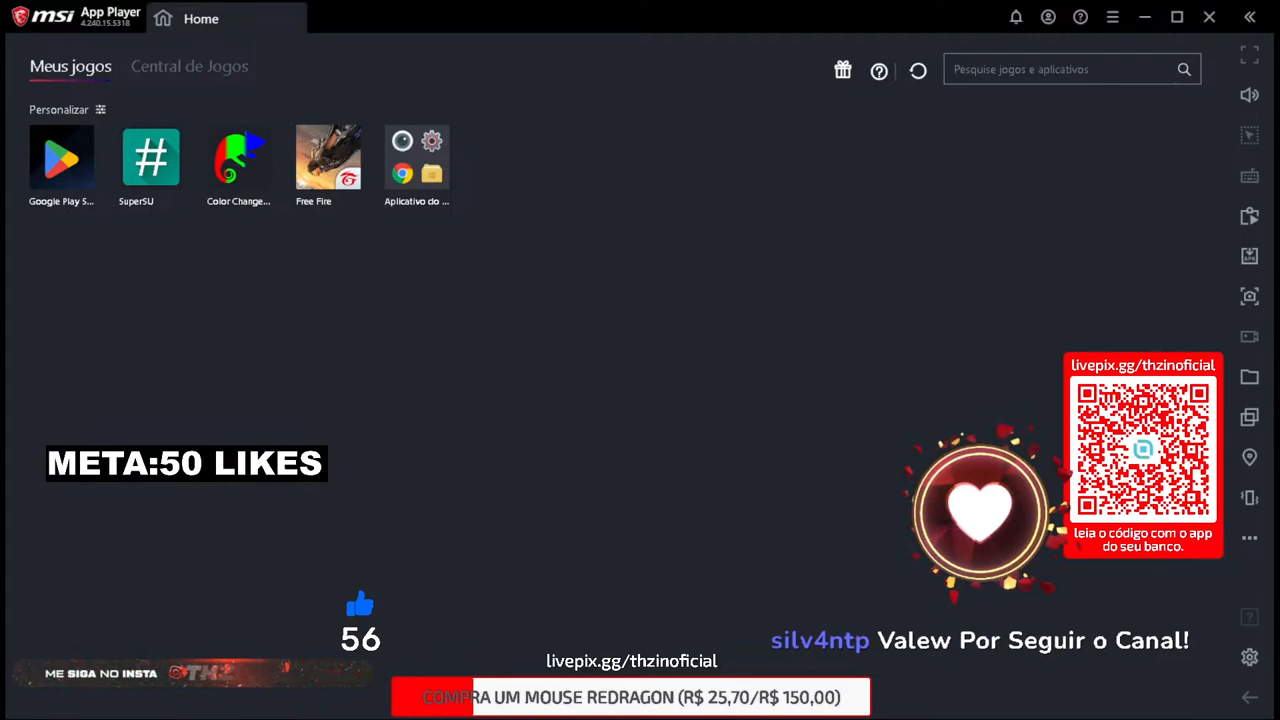 msi App Player
4.240.15.5318
Home
Meus jogos
Central de Jogos
Pesquise jogos e aplicativos
Personalizar
Google Play S...
SuperSU
Color Change...
Free Fire
Aplicativo do ...
META:50 LIKES
livepix.gg/thzinoficial
leia o código com o app
do seu banco.
56
silv4ntp Valew Por Seguir o Canal!
livepix.gg/thzinoficial
ME SIGA NO INSTA
COMPRA UM MOUSE REDRAGON (R$ 25,70/R$ 150,00)